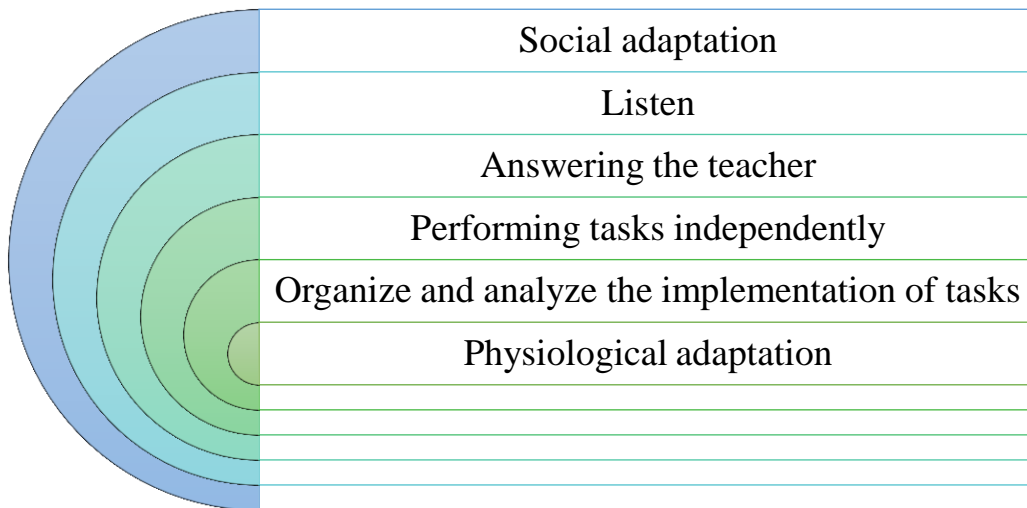 Social adaptation
Listen
Answering the teacher
Performing tasks independently
Organize and analyze the implementation of tasks
Physiological adaptation